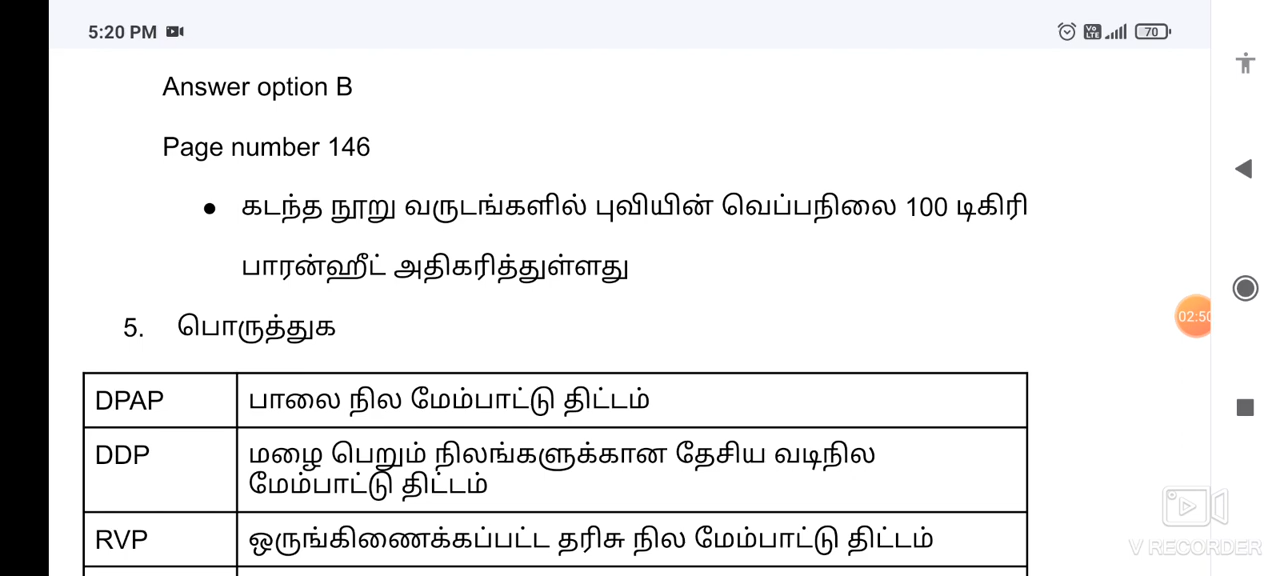 5:20 PM
70
Answer option B
Page number 146
● கடந்த நூறு வருடங்களில் புவியின் வெப்பநிலை 100 டிகிரி
பாரன்ஹீட் அதிகரித்துள்ளது
5. பொருத்துக
DPAP பாலை நில மேம்பாட்டு திட்டம்
DDP மழை பெறும் நிலங்களுக்கான தேசிய வடிநில
மேம்பாட்டு திட்டம்
RVP ஒருங்கிணைக்கப்பட்ட தரிசு நில மேம்பாட்டு திட்டம்
02:50
V RECORDER